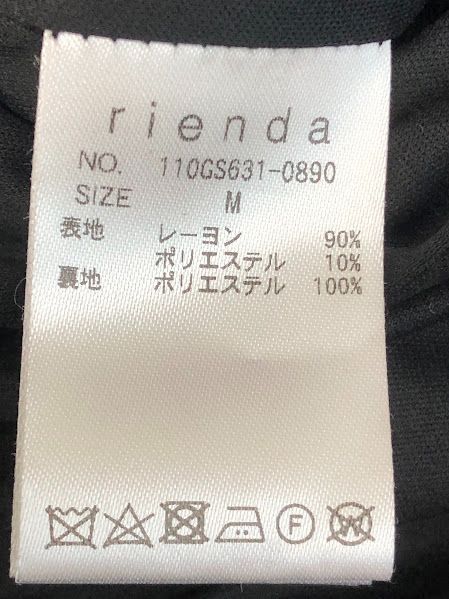 rienda
NO. 110GS631-0890
SIZE M
表地 レーヨン 90%
ポリエステル 10%
裏地 ポリエステル 100%
F W